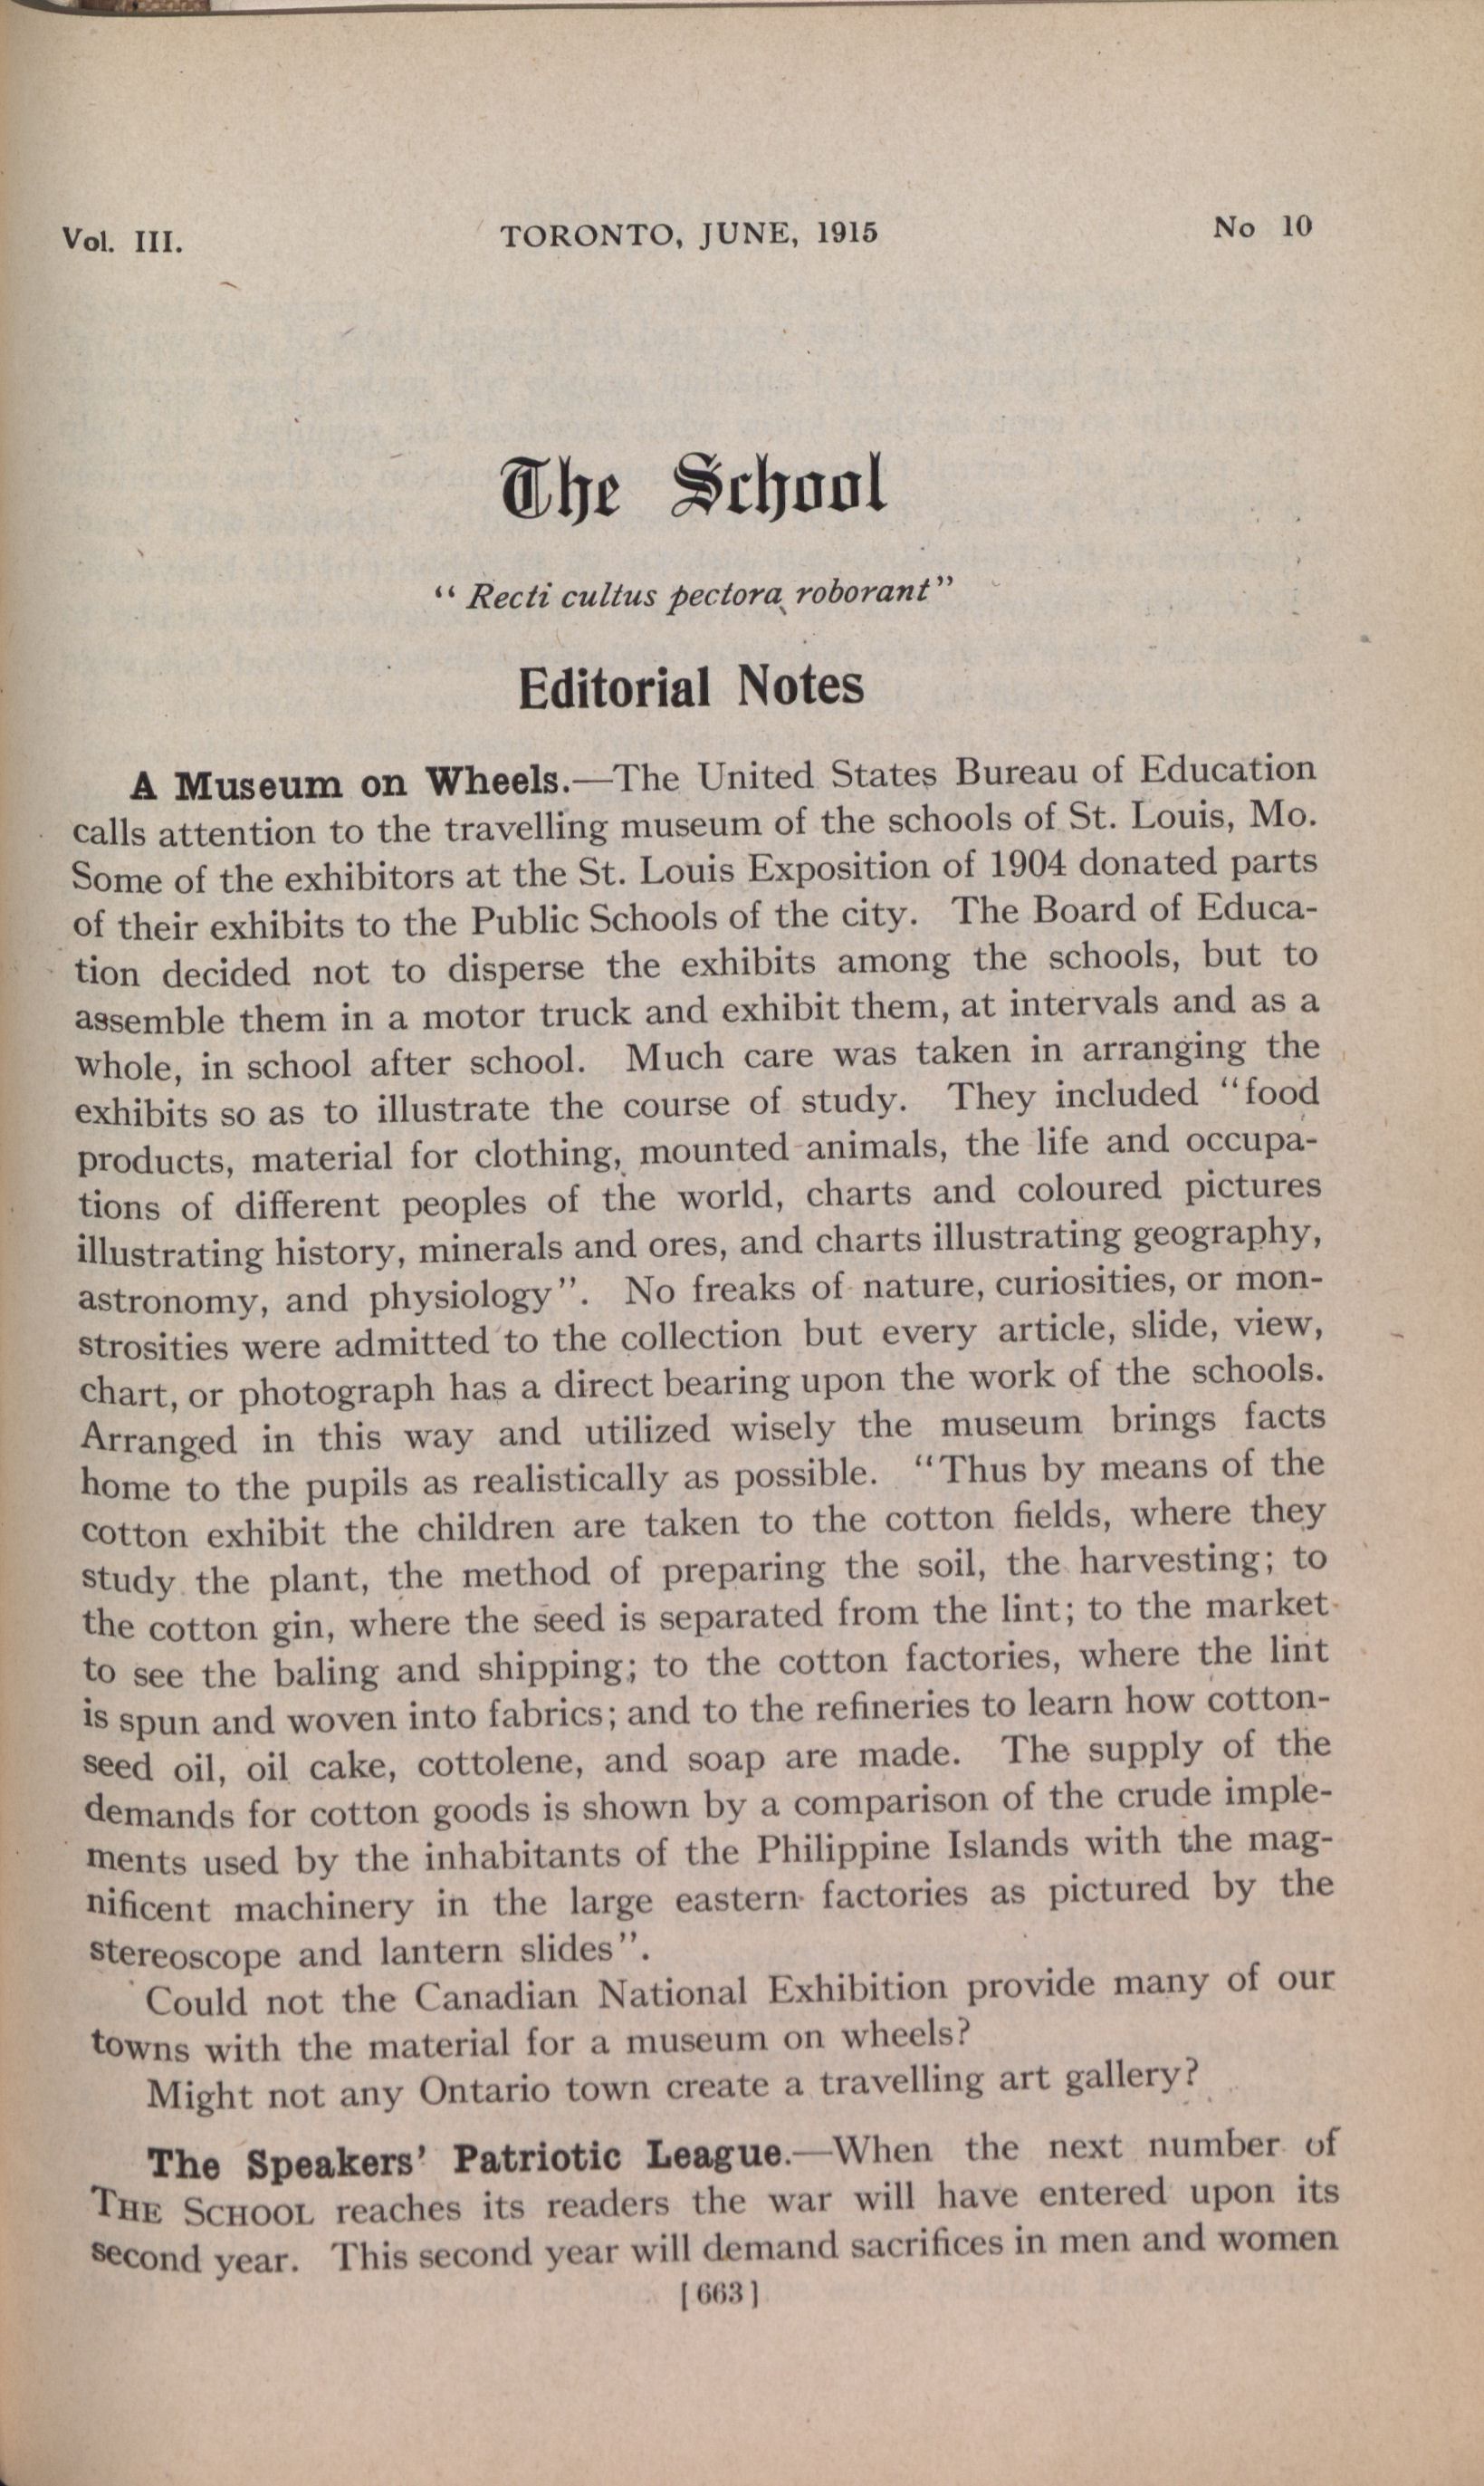 Vol. III. TORONTO, JUNE, 1915 No 10
The School
“ Recti cultus pectora roborant”
Editorial Notes
A Museum on Wheels.—The United States Bureau of Education
calls attention to the travelling museum of the schools of St. Louis, Mo.
Some of the exhibitors at the St. Louis Exposition of 1904 donated parts
of their exhibits to the Public Schools of the city. The Board of Educa-
tion decided not to disperse the exhibits among the schools, but to
assemble them in a motor truck and exhibit them, at intervals and as a
whole, in school after school. Much care was taken in arranging the
exhibits so as to illustrate the course of study. They included “food
products, material for clothing, mounted animals, the life and occupa-
tions of different peoples of the world, charts and coloured pictures
illustrating history, minerals and ores, and charts illustrating geography,
astronomy, and physiology”. No freaks of nature, curiosities, or mon-
strosities were admitted to the collection but every article, slide, view,
chart, or photograph has a direct bearing upon the work of the schools.
Arranged in this way and utilized wisely the museum brings facts
home to the pupils as realistically as possible. “Thus by means of the
cotton exhibit the children are taken to the cotton fields, where they
study the plant, the method of preparing the soil, the harvesting; to
the cotton gin, where the seed is separated from the lint; to the market
to see the baling and shipping; to the cotton factories, where the lint
is spun and woven into fabrics; and to the refineries to learn how cotton-
seed oil, oil cake, cottolene, and soap are made. The supply of the
demands for cotton goods is shown by a comparison of the crude imple-
ments used by the inhabitants of the Philippine Islands with the mag-
nificent machinery in the large eastern factories as pictured by the
stereoscope and lantern slides”.
Could not the Canadian National Exhibition provide many of our
towns with the material for a museum on wheels?
Might not any Ontario town create a travelling art gallery?
The Speakers’ Patriotic League.—When the next number of
THE SCHOOL reaches its readers the war will have entered upon its
second year. This second year will demand sacrifices in men and women
[ 663 ]